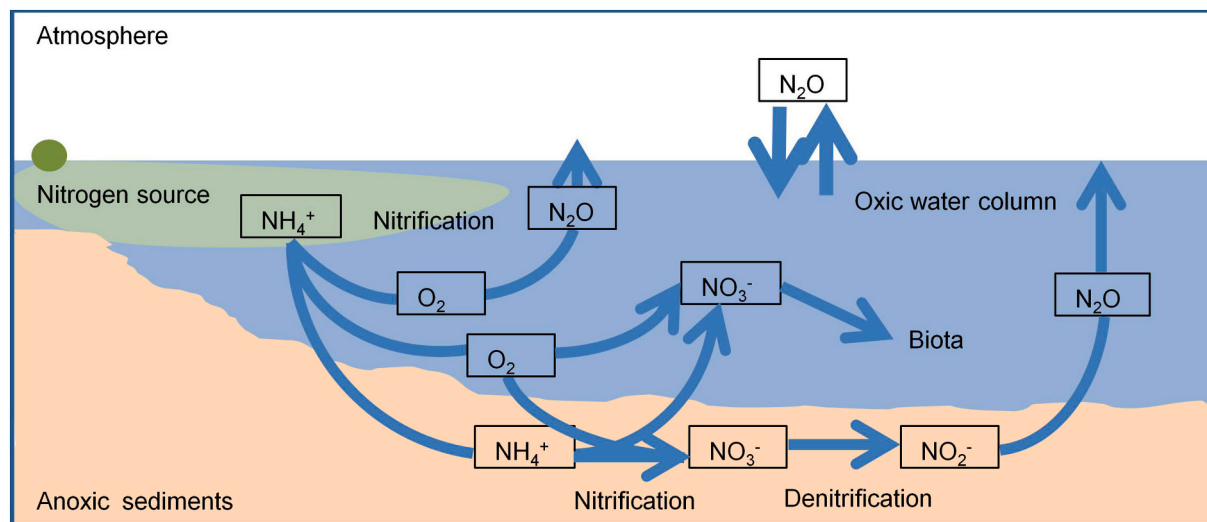 Atmosphere
N₂O
Nitrogen source
NH₄⁺
Nitrification
N₂O
Oxic water column
O₂
NO₃⁻
N₂O
O₂
Biota
NH₄⁺
NO₃⁻
NO₂⁻
Anoxic sediments
Nitrification
Denitrification